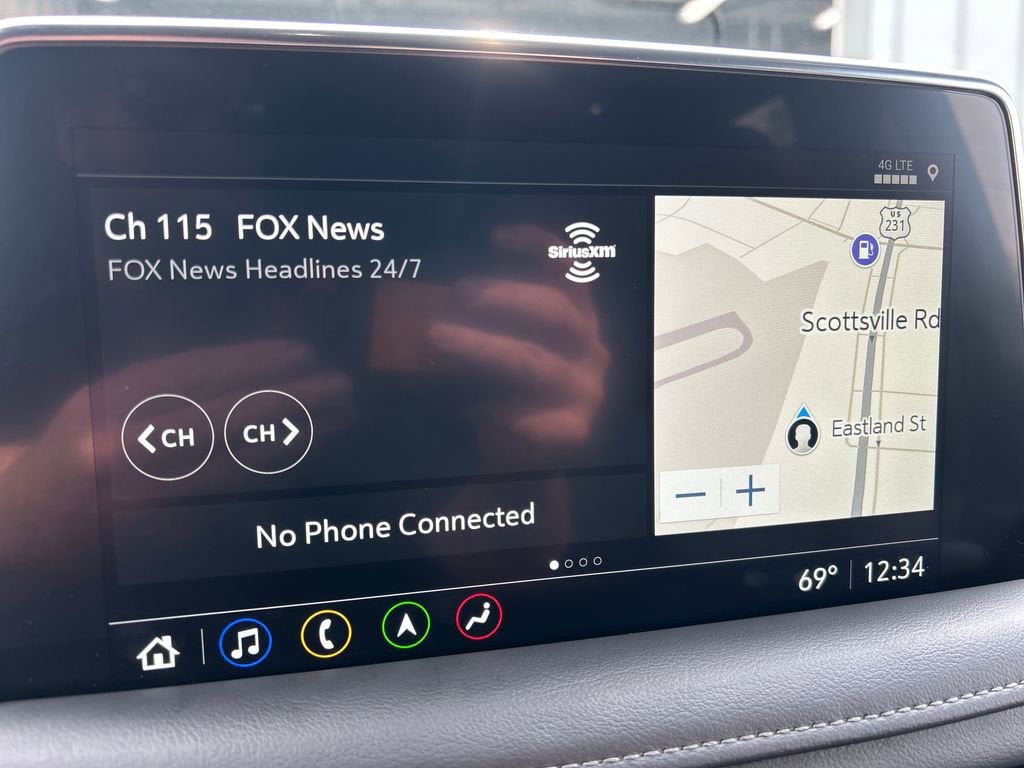 4G LTE
Ch 115 FOX News
FOX News Headlines 24/7
SiriusXM
US
231
Scottsville Rd
Eastland St
CH
CH
No Phone Connected
69° 12:34